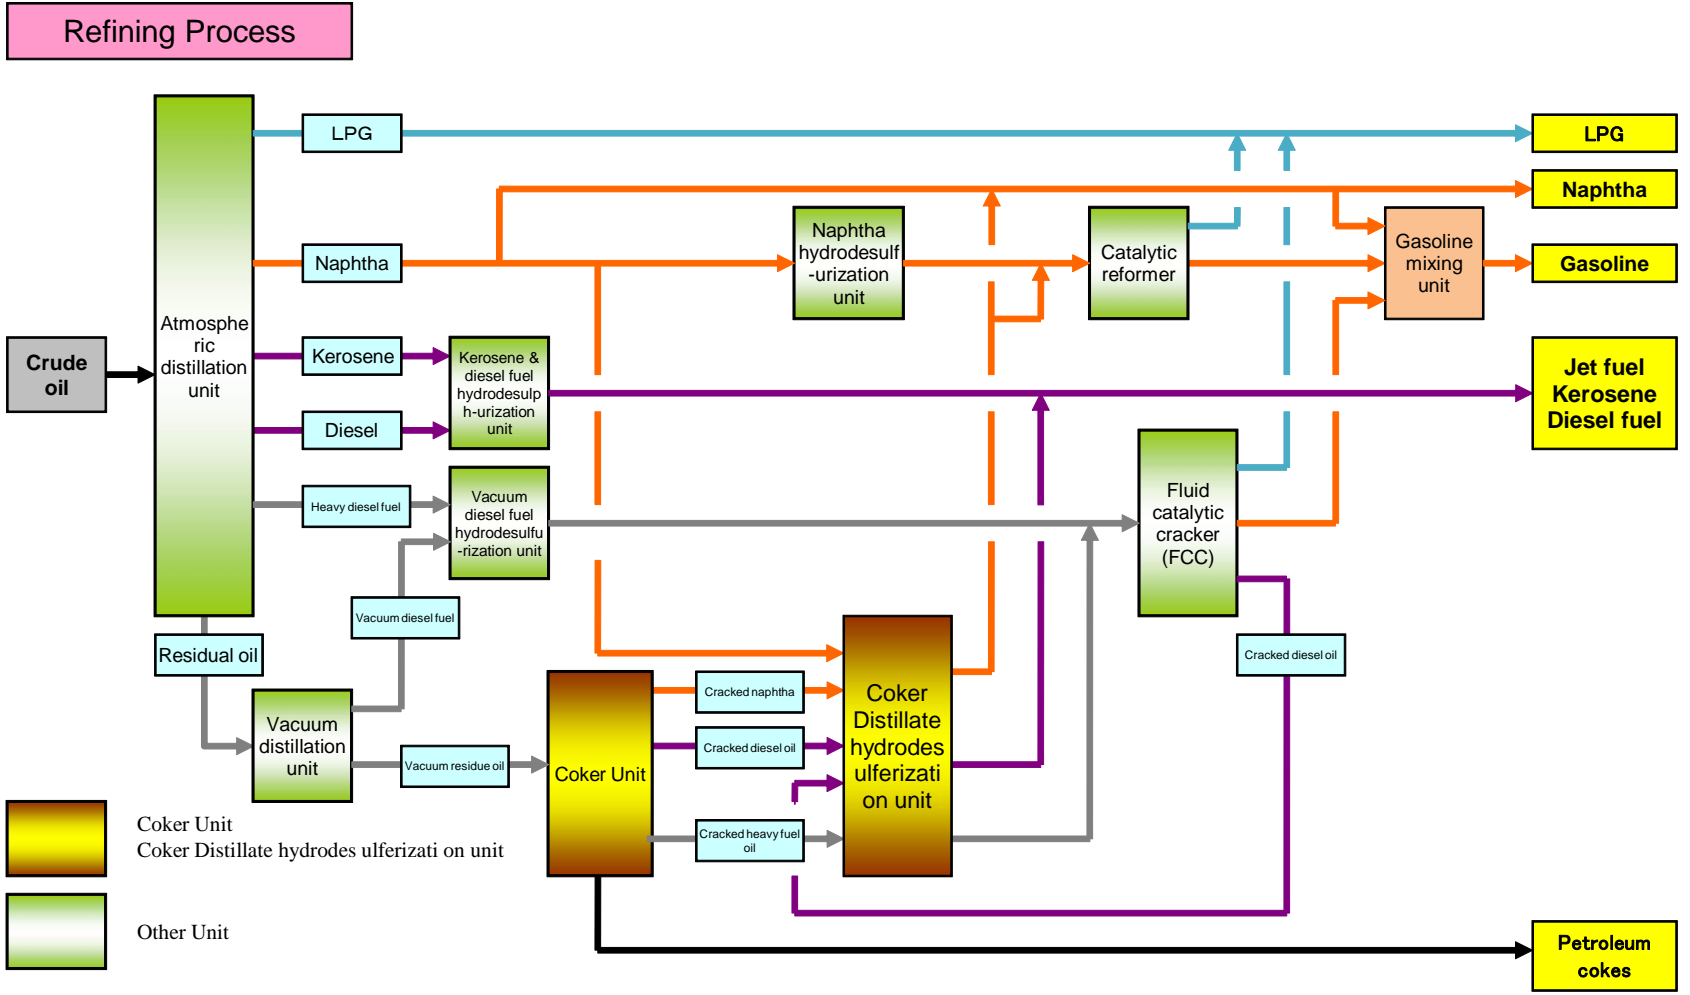 Refining Process
LPG
LPG
Naphtha
Naphtha
hydrodesulf
-urization
unit
Catalytic
reformer
Gasoline
mixing
unit
Naphtha
Gasoline
Crude
oil
Atmosphe
ric
distillation
unit
Kerosene
Diesel
Kerosene &
diesel fuel
hydrodesulp
h-urization
unit
Jet fuel
Kerosene
Diesel fuel
Heavy diesel fuel
Vacuum
diesel fuel
hydrodesulfu
-rization unit
Fluid
catalytic
cracker
(FCC)
Vacuum diesel fuel
Residual oil
Cracked diesel oil
Vacuum
distillation
unit
Vacuum residue oil
Coker Unit
Cracked naphtha
Cracked diesel oil
Cracked heavy fuel
oil
Coker
Distillate
hydrodes
ulferizati
on unit
Coker Unit
Coker Distillate hydrodes ulferizati on unit
Other Unit
Petroleum
cokes